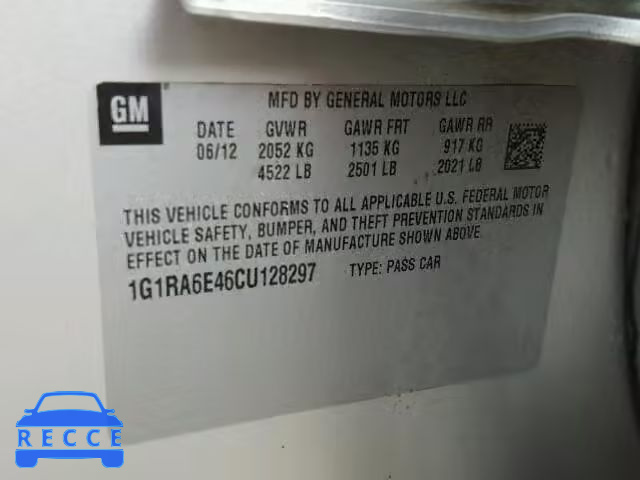 GM
MFD BY GENERAL MOTORS LLC
DATE GVWR GAWR FRT GAWR RR
06/12 2052 KG 1135 KG 917 KG
4522 LB 2501 LB 2021 LB
THIS VEHICLE CONFORMS TO ALL APPLICABLE U.S. FEDERAL MOTOR
VEHICLE SAFETY, BUMPER, AND THEFT PREVENTION STANDARDS IN
EFFECT ON THE DATE OF MANUFACTURE SHOWN ABOVE.
1G1RA6E46CU128297 TYPE: PASS CAR
RECCE